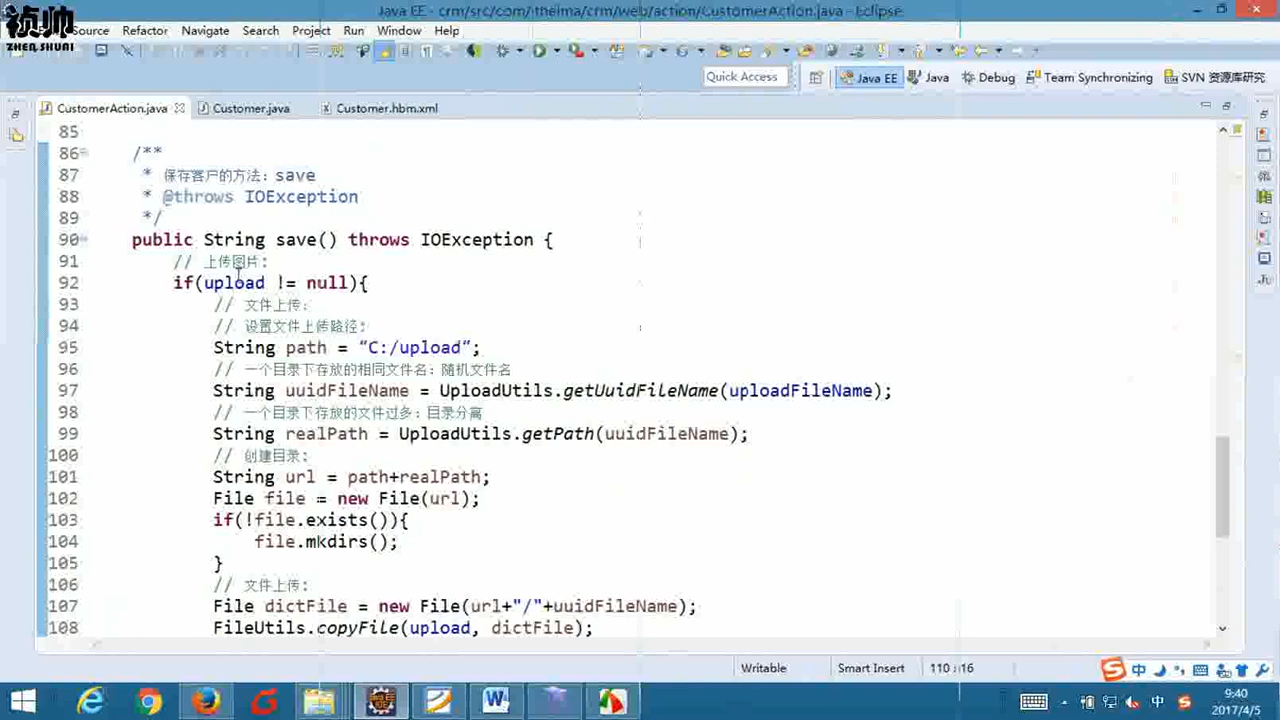 Java EE - crm/src/com/itheima/crm/web/action/CustomerAction.java - Eclipse
祯帅
ZHEN SHUAI
Source Refactor Navigate Search Project Run Window Help
Quick Access
Java EE Java Debug Team Synchronizing SVN 资源库研究
CustomerAction.java Customer.java Customer.hbm.xml
85
86 /**
87 * 保存客户的方法：save
88 * @throws IOException
89 */
90 public String save() throws IOException {
91 // 上传图片：
92 if(upload != null){
93 // 文件上传：
94 // 设置文件上传路径：
95 String path = "C:/upload";
96 // 一个目录下存放的相同文件名：随机文件名
97 String uuidFileName = UploadUtils.getUuidFileName(uploadFileName);
98 // 一个目录下存放的文件过多：目录分离
99 String realPath = UploadUtils.getPath(uuidFileName);
100 // 创建目录：
101 String url = path+realPath;
102 File file = new File(url);
103 if(!file.exists()){
104 file.mkdirs();
105 }
106 // 文件上传：
107 File dictFile = new File(url+"/"+uuidFileName);
108 FileUtils.copyFile(upload, dictFile);
Writable Smart Insert 110 : 16
中
中
9:40
2017/4/5